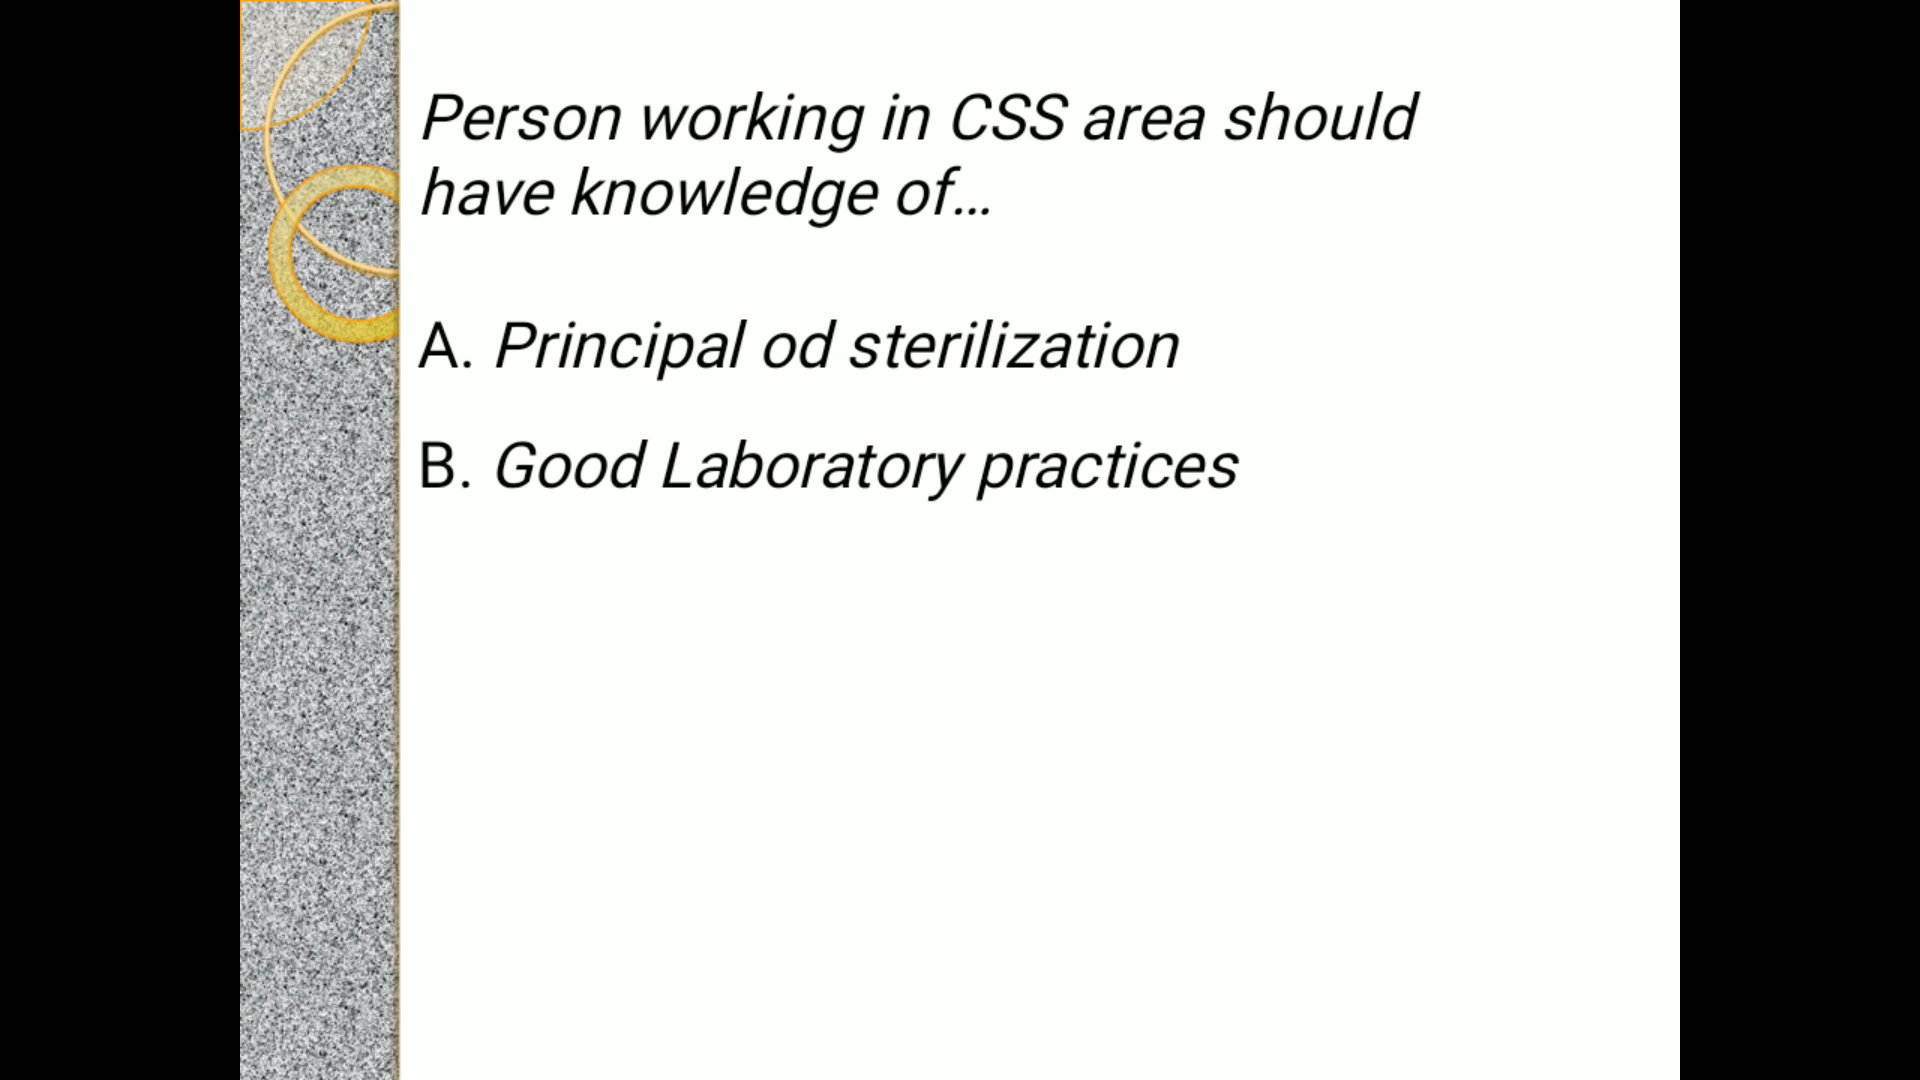 Person working in CSS area should
have knowledge of...
A. Principal od sterilization
B. Good Laboratory practices